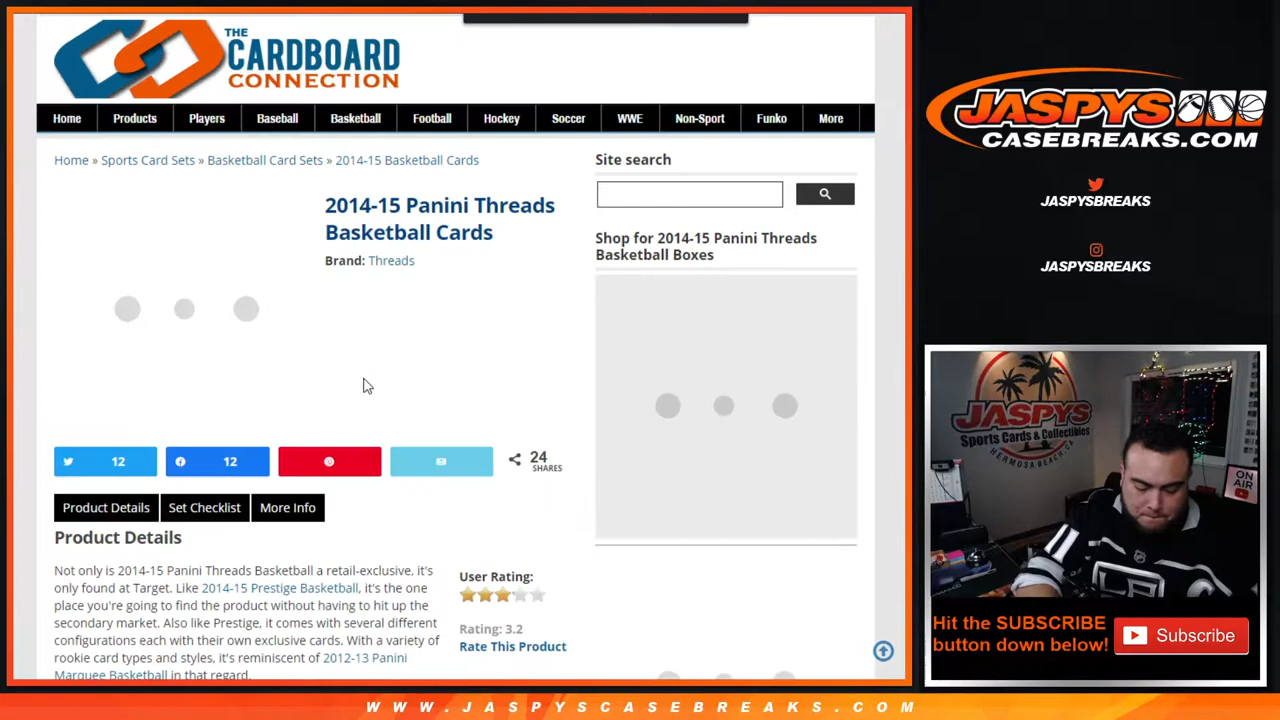 THE
CARDBOARD
CONNECTION
Home Products Players Baseball Basketball Football Hockey Soccer WWE Non-Sport Funko More
Home » Sports Card Sets » Basketball Card Sets » 2014-15 Basketball Cards
2014-15 Panini Threads
Basketball Cards
Brand: Threads
12 12 24
SHARES
Product Details Set Checklist More Info
Product Details
Not only is 2014-15 Panini Threads Basketball a retail-exclusive, it's
only found at Target. Like 2014-15 Prestige Basketball, it's the one
place you're going to find the product without having to hit up the
secondary market. Also like Prestige, it comes with several different
configurations each with their own exclusive cards. With a variety of
rookie card types and styles, it's reminiscent of 2012-13 Panini
Marquee Basketball in that regard.
User Rating:
Rating: 3.2
Rate This Product
Site search
Shop for 2014-15 Panini Threads
Basketball Boxes
JASPYS
CASEBREAKS.COM
JASPYSBREAKS
JASPYSBREAKS
JASPYS
Sports Cards & Collectibles
HERMOSA BEACH, CA
ON
AIR
Hit the SUBSCRIBE
button down below!
Subscribe
WWW.JASPYSCASEBREAKS.COM